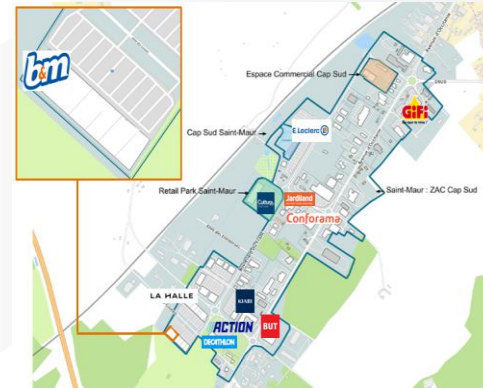 b&m
Espace Commercial Cap Sud
GiFi
Cap Sud Saint-Maur
E.Leclerc
Retail Park Saint-Maur
Cultura
Jardiland
Saint-Maur : ZAC Cap Sud
Conforama
LA HALLE
KIABI
ACTION
BUT
DECATHLON